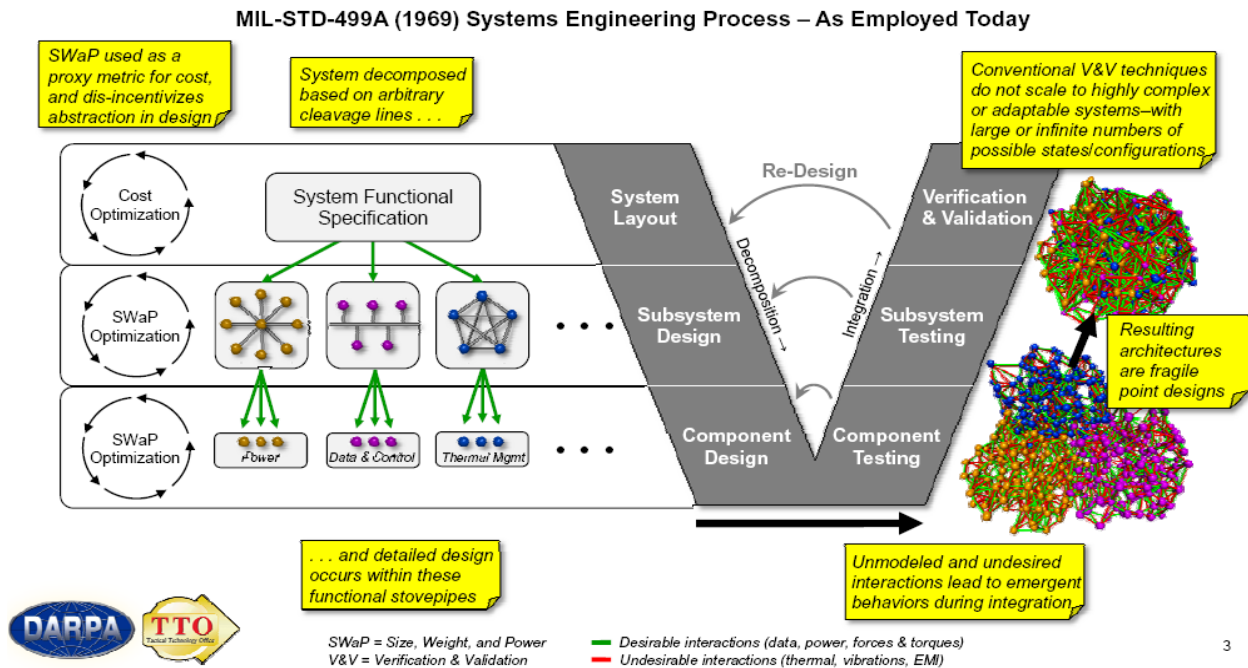 MIL-STD-499A (1969) Systems Engineering Process – As Employed Today
SWaP used as a
proxy metric for cost,
and dis-incentivizes
abstraction in design
System decomposed
based on arbitrary
cleavage lines . . .
Conventional V&V techniques
do not scale to highly complex
or adaptable systems–with
large or infinite numbers of
possible states/configurations
Cost
Optimization
System Functional
Specification
System
Layout
Re-Design
Verification
& Validation
SWaP
Optimization
. . .
Subsystem
Design
Decomposition →
Integration →
Subsystem
Testing
Resulting
architectures
are fragile
point designs
SWaP
Optimization
Power
Data & Control
Thermal Mgmt
. . .
Component
Design
Component
Testing
. . . and detailed design
occurs within these
functional stovepipes
Unmodeled and undesired
interactions lead to emergent
behaviors during integration
DARPA
TTO
Tactical Technology Office
SWaP = Size, Weight, and Power
V&V = Verification & Validation
Desirable interactions (data, power, forces & torques)
Undesirable interactions (thermal, vibrations, EMI)
3